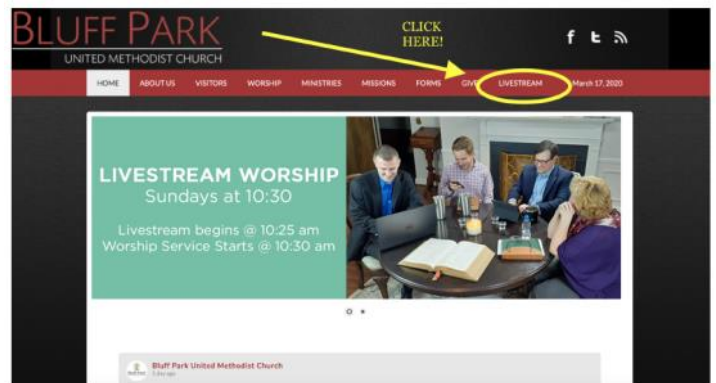 BLUFF PARK
UNITED METHODIST CHURCH
CLICK
HERE!
HOME ABOUT US VISITORS WORSHIP MINISTRIES MISSIONS FORMS GIVE LIVESTREAM March 17, 2020
LIVESTREAM WORSHIP
Sundays at 10:30
Livestream begins @ 10:25 am
Worship Service Starts @ 10:30 am
Bluff Park United Methodist Church